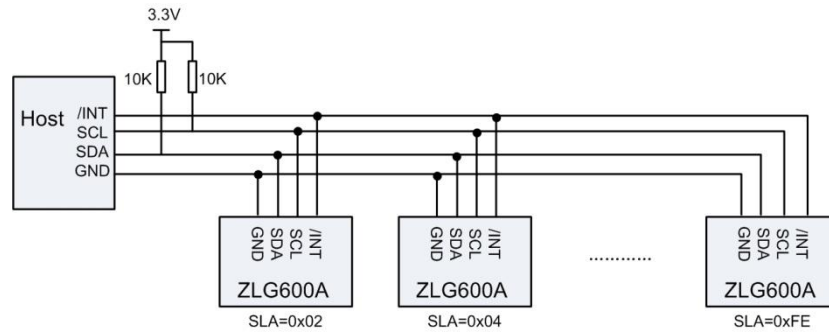 3.3V
10K
10K
Host
/INT
SCL
SDA
GND
GND
SDA
SCL
/INT
ZLG600A
SLA=0x02
GND
SDA
SCL
/INT
ZLG600A
SLA=0x04
............
GND
SDA
SCL
/INT
ZLG600A
SLA=0xFE